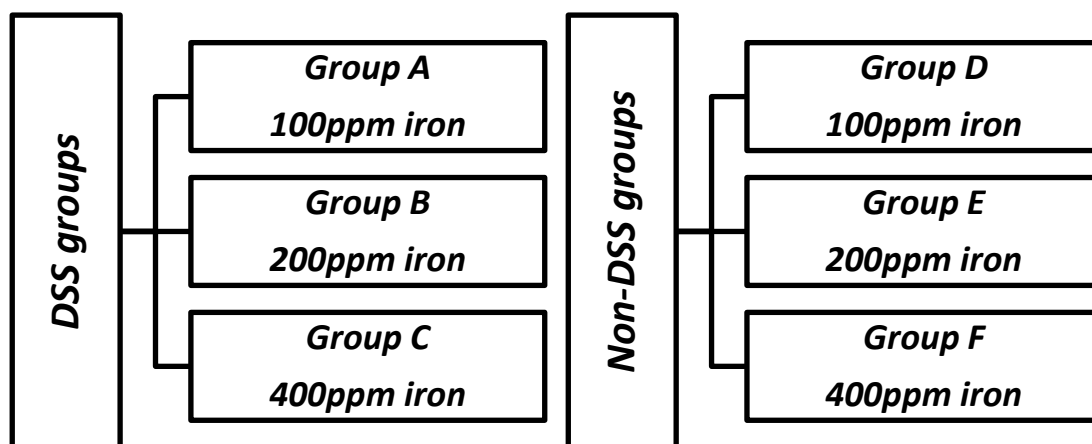 DSS groups
Group A
100ppm iron
Group B
200ppm iron
Group C
400ppm iron
Non-DSS groups
Group D
100ppm iron
Group E
200ppm iron
Group F
400ppm iron